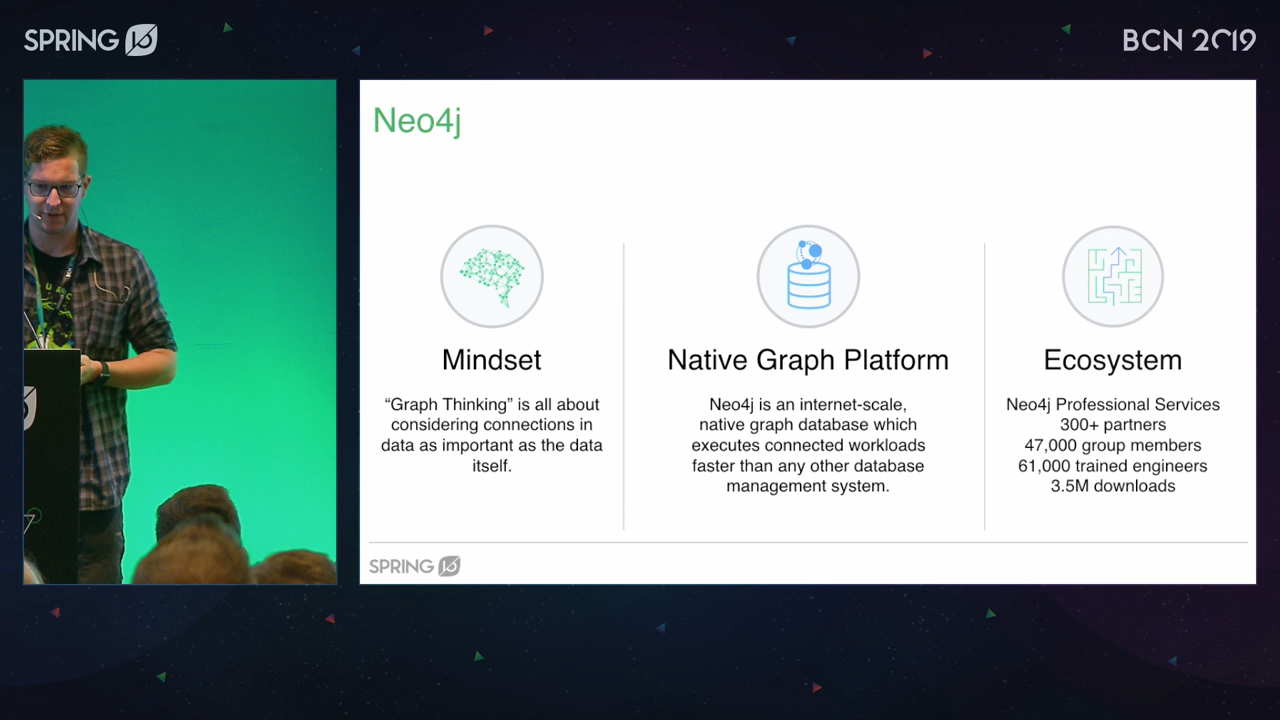 SPRING
BCN 2019
Neo4j
Mindset
“Graph Thinking” is all about
considering connections in
data as important as the data
itself.
Native Graph Platform
Neo4j is an internet-scale,
native graph database which
executes connected workloads
faster than any other database
management system.
Ecosystem
Neo4j Professional Services
300+ partners
47,000 group members
61,000 trained engineers
3.5M downloads
SPRING